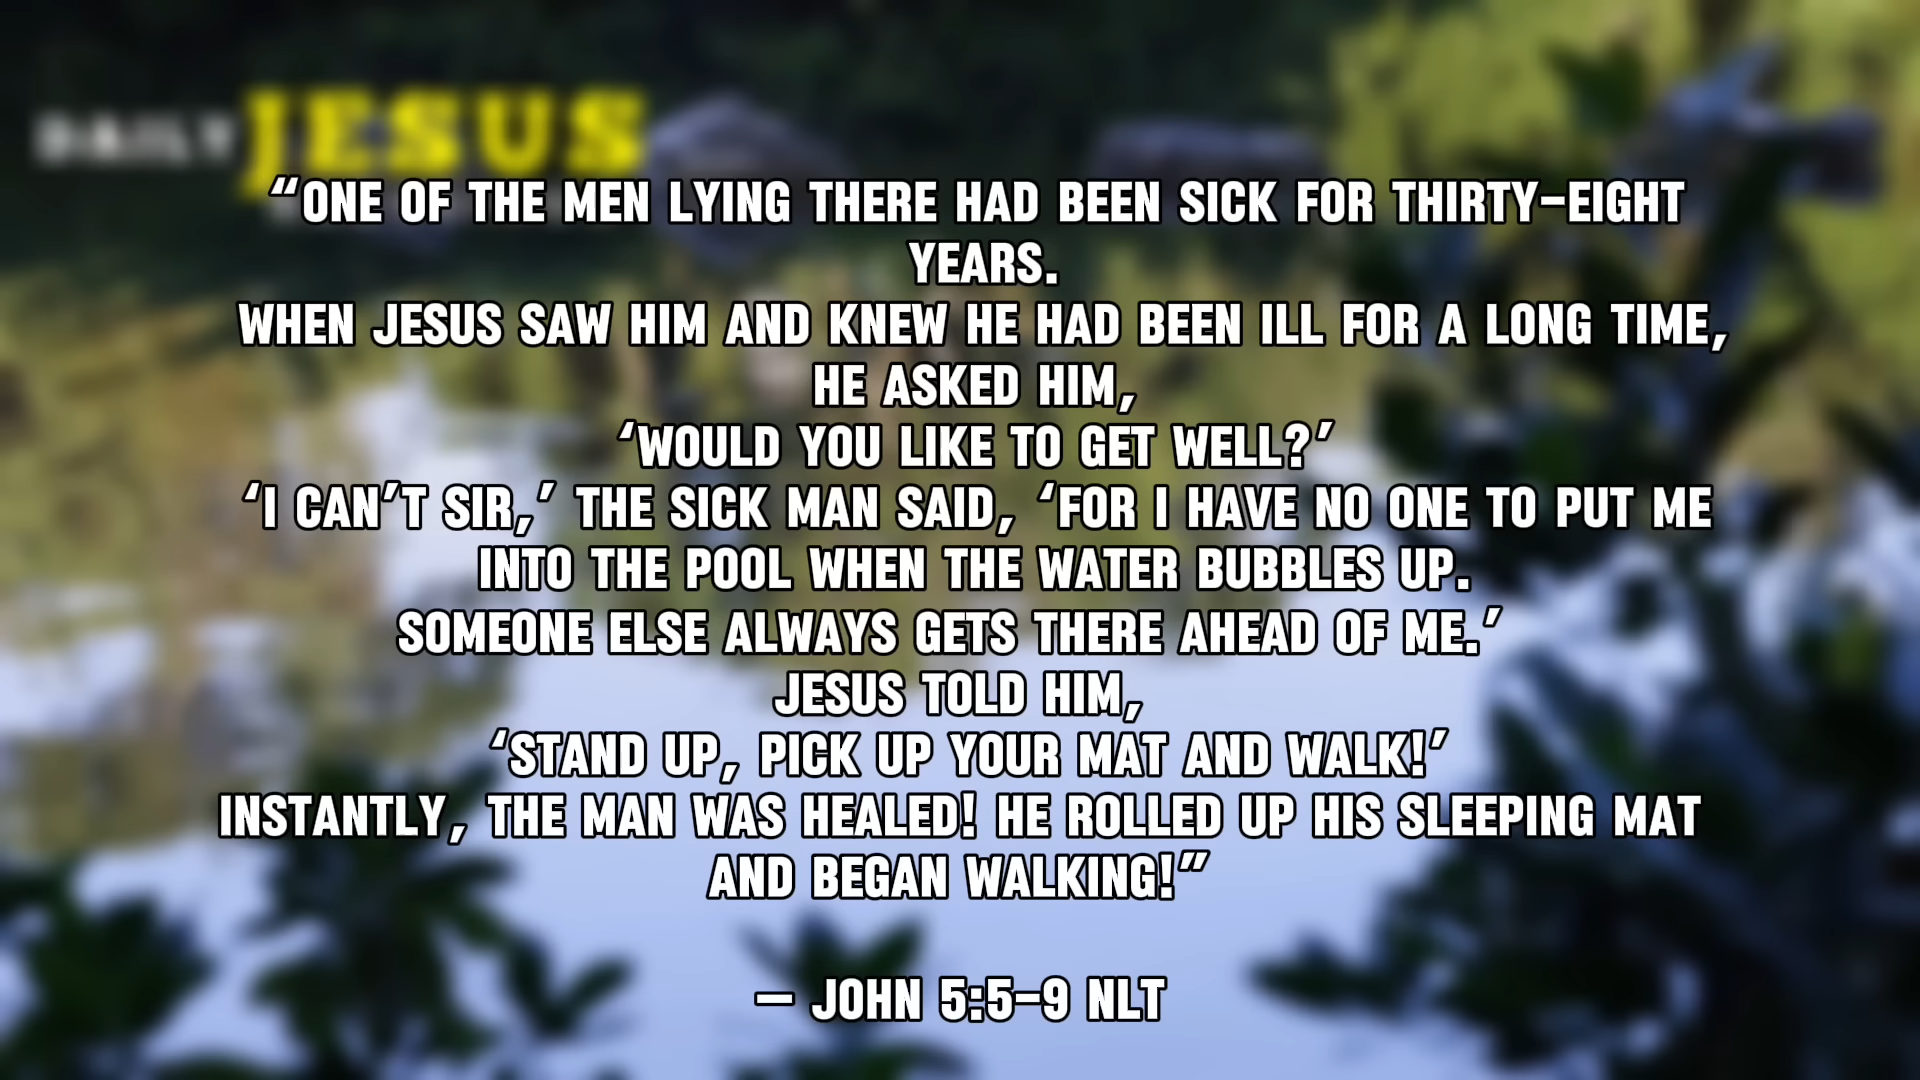 DAILY JESUS
“ONE OF THE MEN LYING THERE HAD BEEN SICK FOR THIRTY-EIGHT
YEARS.
WHEN JESUS SAW HIM AND KNEW HE HAD BEEN ILL FOR A LONG TIME,
HE ASKED HIM,
‘WOULD YOU LIKE TO GET WELL?’
‘I CAN’T SIR,’ THE SICK MAN SAID, ‘FOR I HAVE NO ONE TO PUT ME
INTO THE POOL WHEN THE WATER BUBBLES UP.
SOMEONE ELSE ALWAYS GETS THERE AHEAD OF ME.’
JESUS TOLD HIM,
‘STAND UP, PICK UP YOUR MAT AND WALK!’
INSTANTLY, THE MAN WAS HEALED! HE ROLLED UP HIS SLEEPING MAT
AND BEGAN WALKING!”
– JOHN 5:5-9 NLT